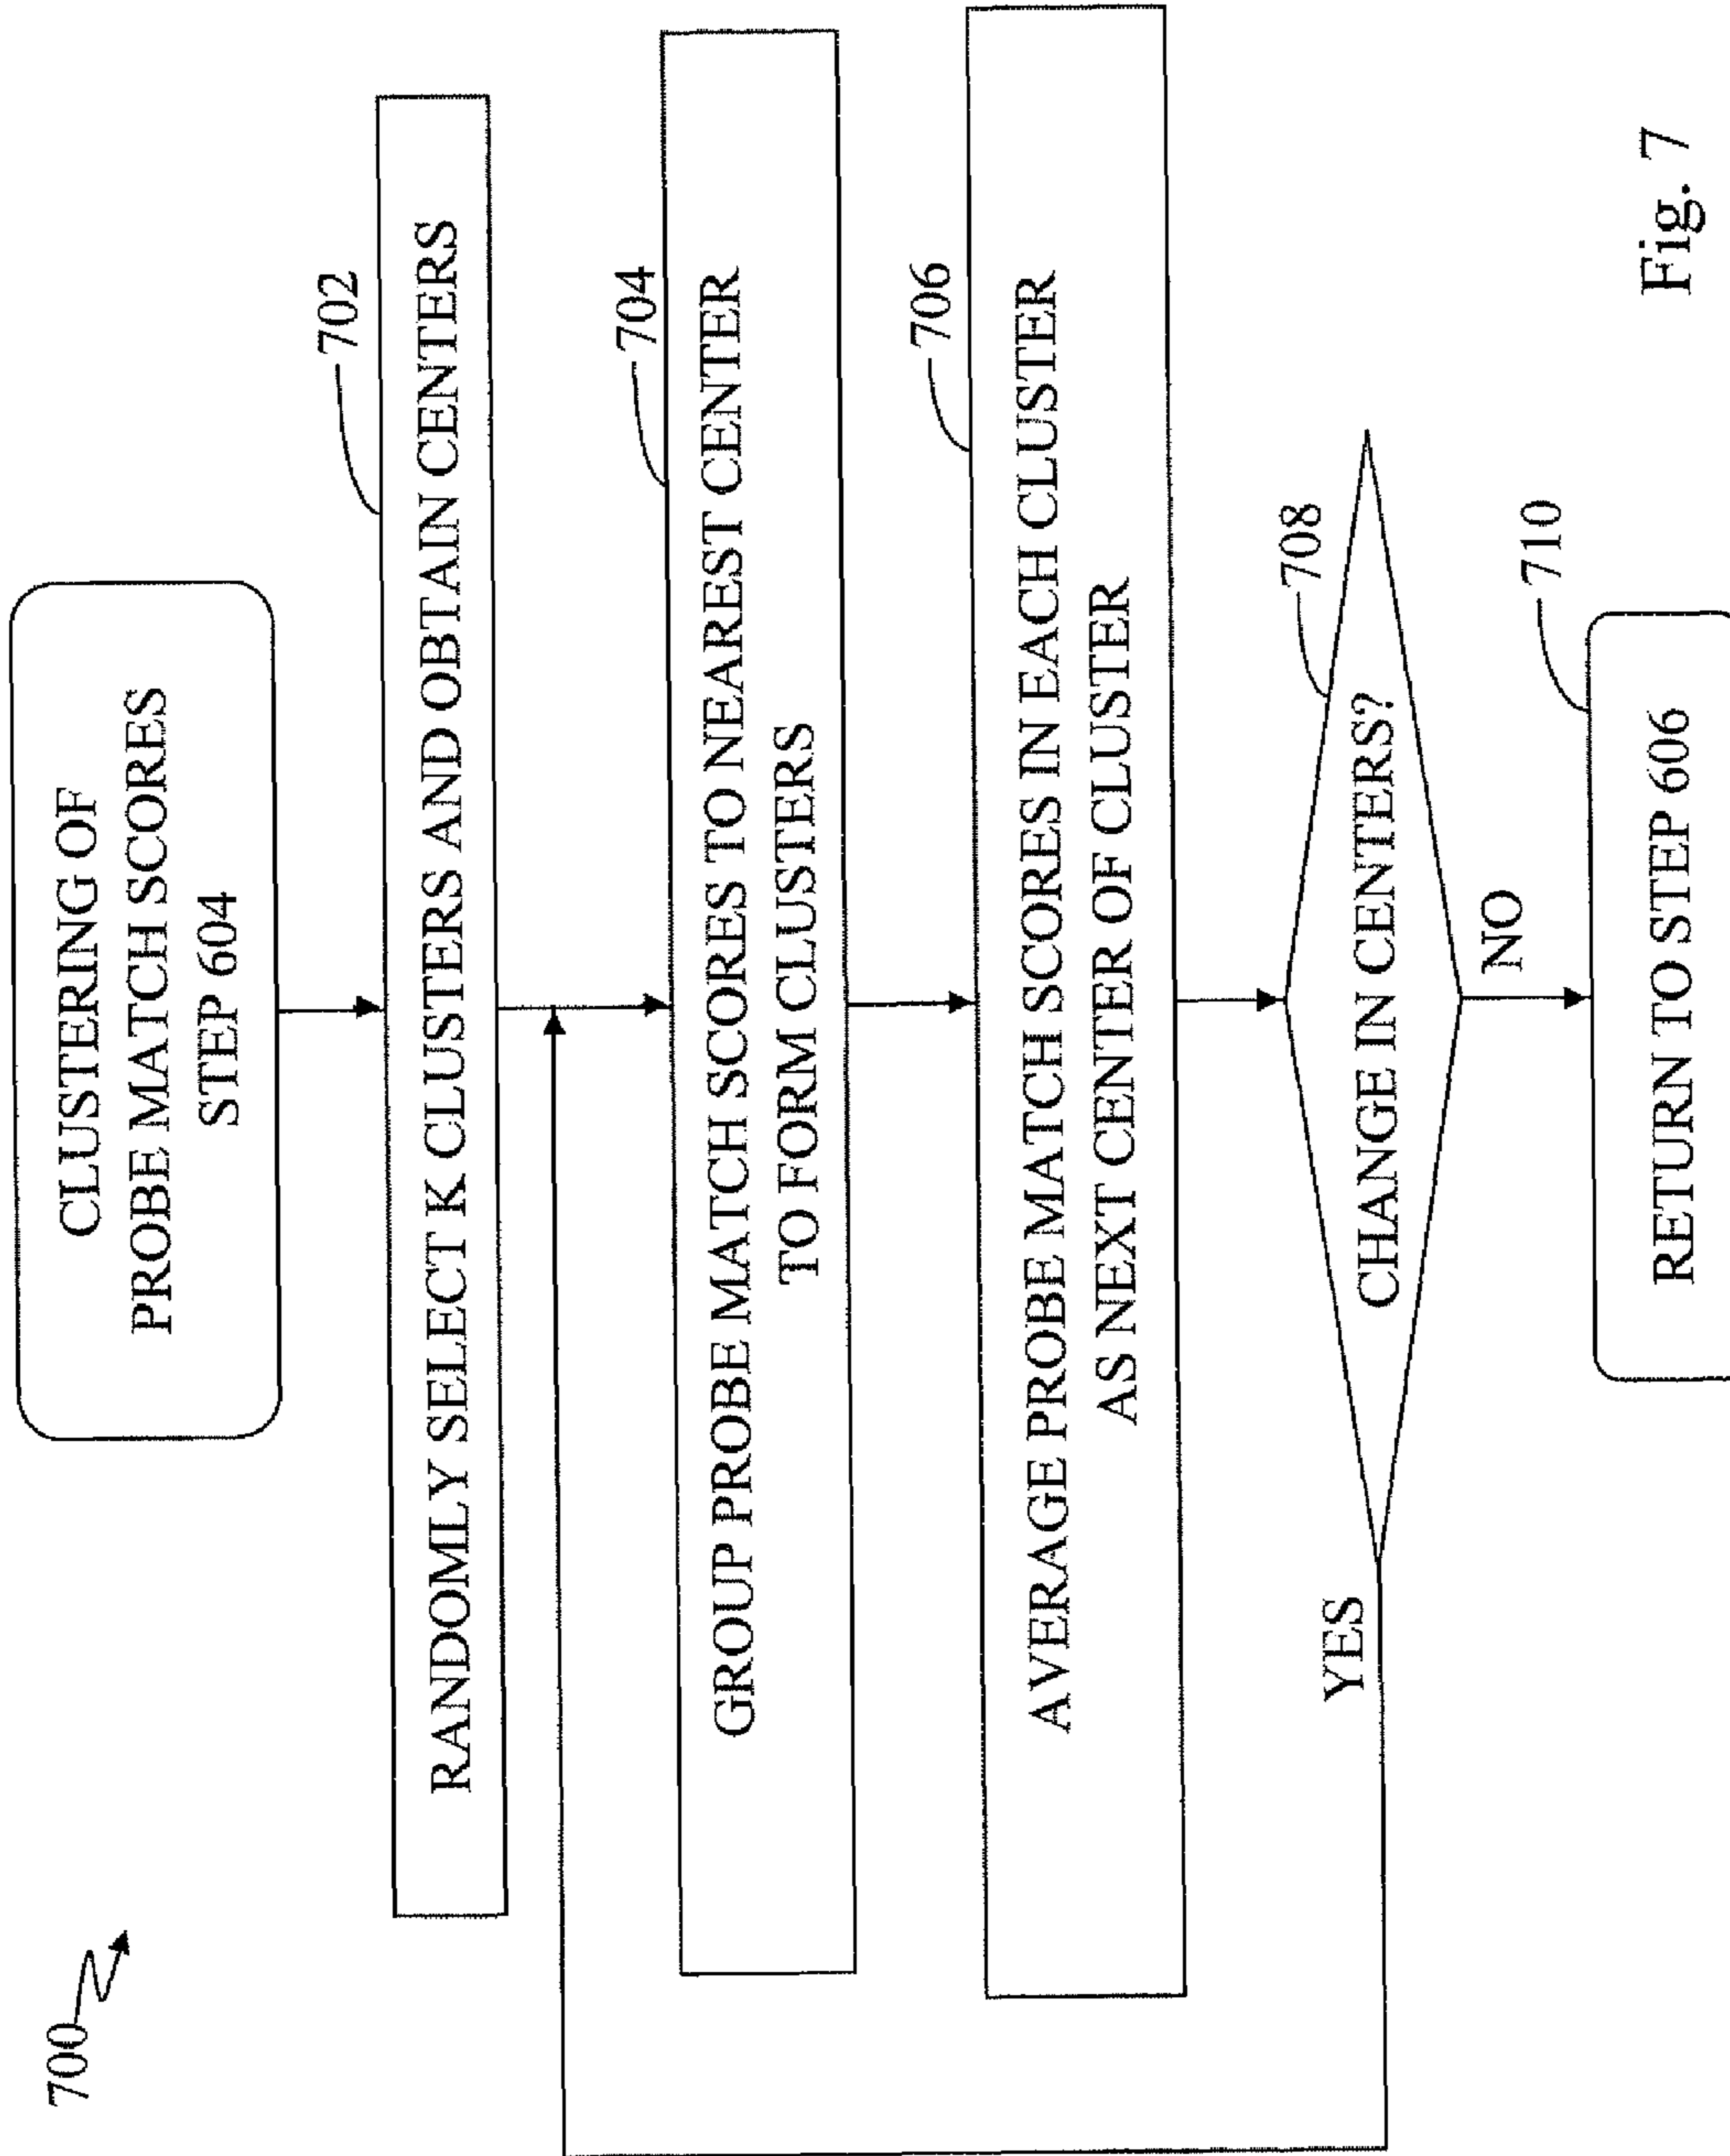 700
CLUSTERING OF
PROBE MATCH SCORES
STEP 604
702
RANDOMLY SELECT K CLUSTERS AND OBTAIN CENTERS
704
GROUP PROBE MATCH SCORES TO NEAREST CENTER
TO FORM CLUSTERS
706
AVERAGE PROBE MATCH SCORES IN EACH CLUSTER
AS NEXT CENTER OF CLUSTER
708
CHANGE IN CENTERS?
YES
NO
710
RETURN TO STEP 606
Fig. 7